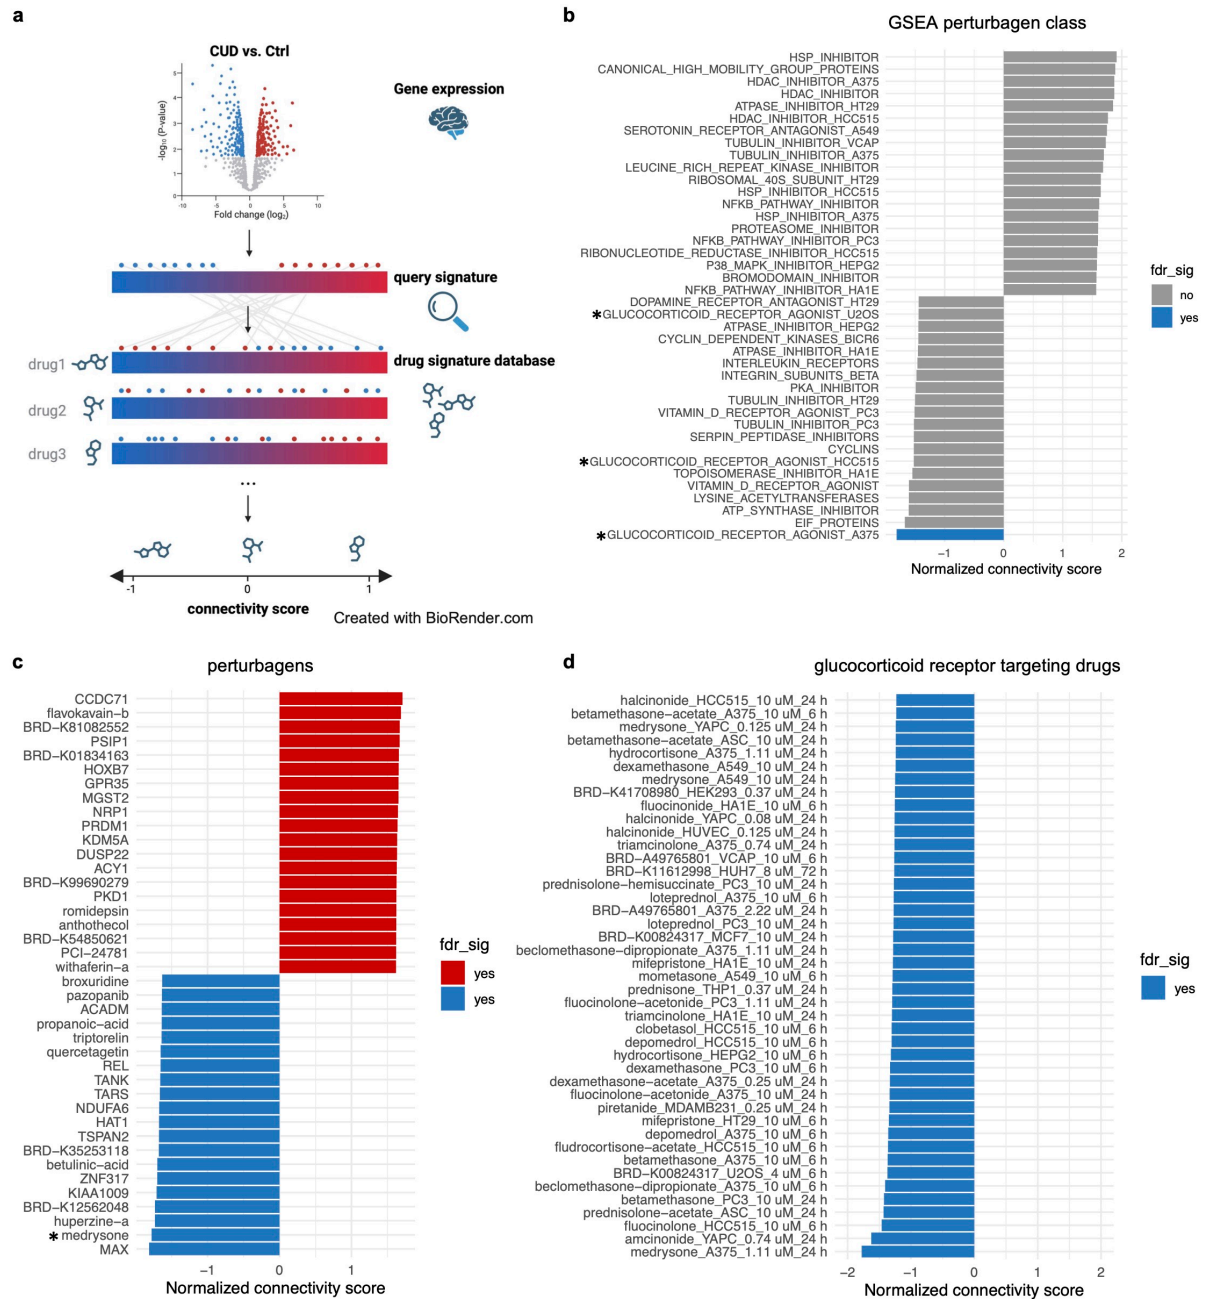 a
CUD vs. Ctrl
-log10 (P-value)
5
4
3
2
1
0
-10
-5
0
5
10
Fold change (log2)
Gene expression
query signature
drug signature database
drug1
drug2
drug3
...
-1
0
1
connectivity score
Created with BioRender.com
b
GSEA perturbagen class
HSP_INHIBITOR
CANONICAL_HIGH_MOBILITY_GROUP_PROTEINS
HDAC_INHIBITOR_A375
HDAC_INHIBITOR
ATPASE_INHIBITOR_HT29
HDAC_INHIBITOR_HCC515
SEROTONIN_RECEPTOR_ANTAGONIST_A549
TUBULIN_INHIBITOR_VCAP
TUBULIN_INHIBITOR_A375
LEUCINE_RICH_REPEAT_KINASE_INHIBITOR
RIBOSOMAL_40S_SUBUNIT_HT29
HSP_INHIBITOR_HCC515
NFKB_PATHWAY_INHIBITOR
HSP_INHIBITOR_A375
PROTEASOME_INHIBITOR
NFKB_PATHWAY_INHIBITOR_PC3
RIBONUCLEOTIDE_REDUCTASE_INHIBITOR_HCC515
P38_MAPK_INHIBITOR_HEPG2
BROMODOMAIN_INHIBITOR
NFKB_PATHWAY_INHIBITOR_HA1E
DOPAMINE_RECEPTOR_ANTAGONIST_HT29
*GLUCOCORTICOID_RECEPTOR_AGONIST_U2OS
ATPASE_INHIBITOR_HEPG2
CYCLIN_DEPENDENT_KINASES_BICR6
ATPASE_INHIBITOR_HA1E
INTERLEUKIN_RECEPTORS
INTEGRIN_SUBUNITS_BETA
PKA_INHIBITOR
TUBULIN_INHIBITOR_HT29
VITAMIN_D_RECEPTOR_AGONIST_PC3
TUBULIN_INHIBITOR_PC3
SERPIN_PEPTIDASE_INHIBITORS
CYCLINS
*GLUCOCORTICOID_RECEPTOR_AGONIST_HCC515
TOPOISOMERASE_INHIBITOR_HA1E
VITAMIN_D_RECEPTOR_AGONIST
LYSINE_ACETYLTRANSFERASES
ATP_SYNTHASE_INHIBITOR
EIF_PROTEINS
*GLUCOCORTICOID_RECEPTOR_AGONIST_A375
−1
0
1
2
Normalized connectivity score
fdr_sig
no
yes
c
perturbagens
CCDC71
flavokavain−b
BRD−K81082552
PSIP1
BRD−K01834163
HOXB7
GPR35
MGST2
NRP1
PRDM1
KDM5A
DUSP22
ACY1
BRD−K99690279
PKD1
romidepsin
anthothecol
BRD−K54850621
PCI−24781
withaferin−a
broxuridine
pazopanib
ACADM
propanoic−acid
triptorelin
quercetagetin
REL
TANK
TARS
NDUFA6
HAT1
TSPAN2
BRD−K35253118
betulinic−acid
ZNF317
KIAA1009
BRD−K12562048
huperzine−a
* medrysone
MAX
−1
0
1
Normalized connectivity score
fdr_sig
yes
yes
d
glucocorticoid receptor targeting drugs
halcinonide_HCC515_10 uM_24 h
betamethasone−acetate_A375_10 uM_6 h
medrysone_YAPC_0.125 uM_24 h
betamethasone−acetate_ASC_10 uM_24 h
hydrocortisone_A375_1.11 uM_24 h
dexamethasone_A549_10 uM_24 h
medrysone_A549_10 uM_24 h
BRD−K41708980_HEK293_0.37 uM_24 h
fluocinonide_HA1E_10 uM_6 h
halcinonide_YAPC_0.08 uM_24 h
halcinonide_HUVEC_0.125 uM_24 h
triamcinolone_A375_0.74 uM_24 h
BRD−A49765801_VCAP_10 uM_6 h
BRD−K11612998_HUH7_8 uM_72 h
prednisolone−hemisuccinate_PC3_10 uM_24 h
loteprednol_A375_10 uM_6 h
BRD−A49765801_A375_2.22 uM_24 h
loteprednol_PC3_10 uM_24 h
BRD−K00824317_MCF7_10 uM_24 h
beclomethasone−dipropionate_A375_1.11 uM_24 h
mifepristone_HA1E_10 uM_24 h
mometasone_A549_10 uM_6 h
prednisone_THP1_0.37 uM_24 h
fluocinolone−acetonide_PC3_1.11 uM_24 h
triamcinolone_HA1E_10 uM_24 h
clobetasol_HCC515_10 uM_6 h
depomedrol_HCC515_10 uM_6 h
hydrocortisone_HEPG2_10 uM_6 h
dexamethasone_PC3_10 uM_6 h
dexamethasone−acetate_A375_0.25 uM_24 h
fluocinolone−acetonide_A375_10 uM_24 h
piretanide_MDAMB231_0.25 uM_24 h
mifepristone_HT29_10 uM_6 h
depomedrol_A375_10 uM_6 h
fludrocortisone−acetate_HCC515_10 uM_6 h
betamethasone_A375_10 uM_6 h
BRD−K00824317_U2OS_4 uM_6 h
beclomethasone−dipropionate_A375_10 uM_6 h
betamethasone_PC3_10 uM_24 h
prednisolone−acetate_ASC_10 uM_24 h
fluocinolone_HCC515_10 uM_6 h
amcinonide_YAPC_0.74 uM_24 h
medrysone_A375_1.11 uM_24 h
−2
−1
0
1
2
Normalized connectivity score
fdr_sig
yes